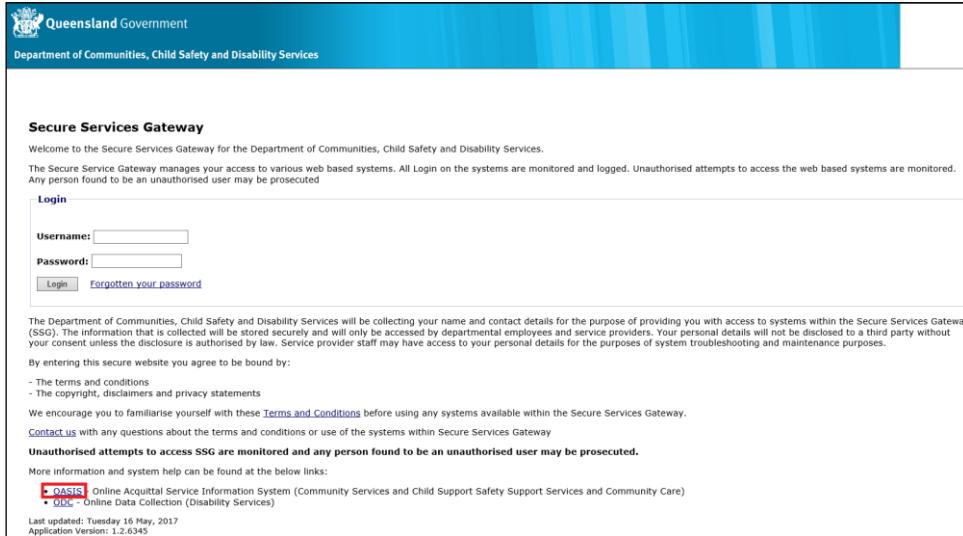 Queensland Government
Department of Communities, Child Safety and Disability Services
Secure Services Gateway
Welcome to the Secure Services Gateway for the Department of Communities, Child Safety and Disability Services.
The Secure Service Gateway manages your access to various web based systems. All Login on the systems are monitored and logged. Unauthorised attempts to access the web based systems are monitored.
Any person found to be an unauthorised user may be prosecuted
Login
Username:
Password:
Login Forgotten your password
The Department of Communities, Child Safety and Disability Services will be collecting your name and contact details for the purpose of providing you with access to systems within the Secure Services Gatewa
(SSG). The information that is collected will be stored securely and will only be accessed by departmental employees and service providers. Your personal details will not be disclosed to a third party without
your consent unless the disclosure is authorised by law. Service provider staff may have access to your personal details for the purposes of system troubleshooting and maintenance purposes.
By entering this secure website you agree to be bound by:
- The terms and conditions
- The copyright, disclaimers and privacy statements
We encourage you to familiarise yourself with these Terms and Conditions before using any systems available within the Secure Services Gateway.
Contact us with any questions about the terms and conditions or use of the systems within Secure Services Gateway
Unauthorised attempts to access SSG are monitored and any person found to be an unauthorised user may be prosecuted.
More information and system help can be found at the below links:
• OASIS - Online Acquittal Service Information System (Community Services and Child Support Safety Support Services and Community Care)
• ODC - Online Data Collection (Disability Services)
Last updated: Tuesday 16 May, 2017
Application Version: 1.2.6345